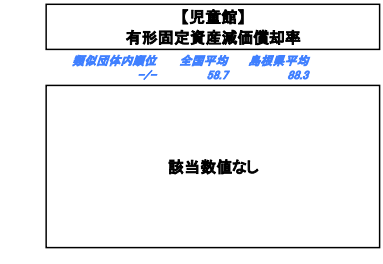 【児童館】
有形固定資産減価償却率
類似団体内順位 全国平均 島根県平均
-/- 58.7 88.3
該当数値なし